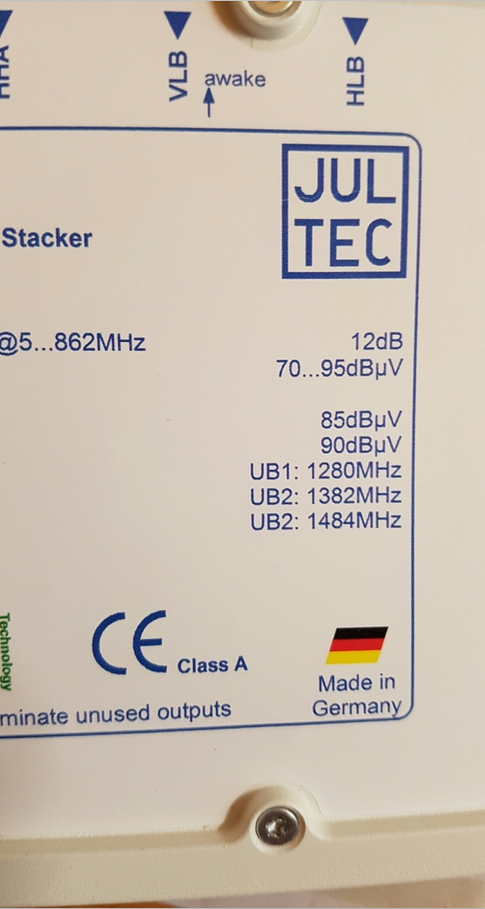 HHA
VLB
awake
HLB
JUL
TEC
Stacker
@5...862MHz
12dB
70...95dBµV
85dBµV
90dBµV
UB1: 1280MHz
UB2: 1382MHz
UB2: 1484MHz
Technology
CE Class A
Made in
Germany
minate unused outputs